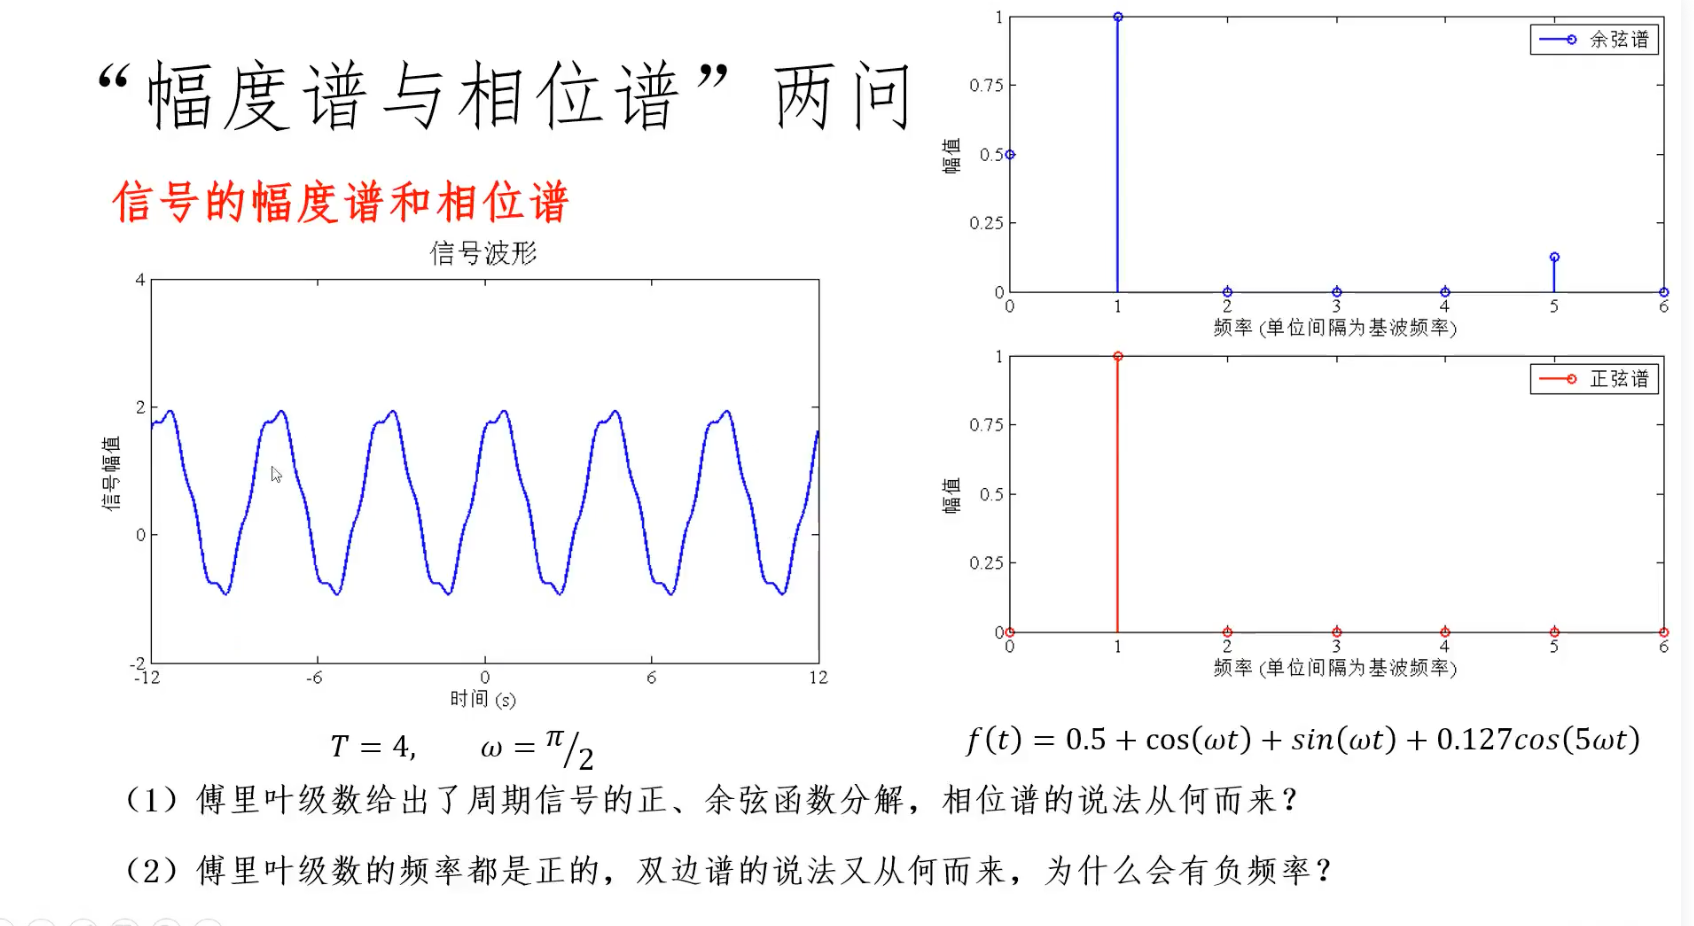 “幅度谱与相位谱”两问
信号的幅度谱和相位谱
信号波形
4
2
0
-2
信号幅值
-12 -6 0 6 12
时间 (s)
T = 4, ω = π/2
余弦谱
1
0.75
0.5
0.25
0
幅值
0 1 2 3 4 5 6
频率 (单位间隔为基波频率)
正弦谱
1
0.75
0.5
0.25
0
幅值
0 1 2 3 4 5 6
频率 (单位间隔为基波频率)
f(t) = 0.5 + cos(ωt) + sin(ωt) + 0.127cos(5ωt)
（1）傅里叶级数给出了周期信号的正、余弦函数分解，相位谱的说法从何而来？
（2）傅里叶级数的频率都是正的，双边谱的说法又从何而来，为什么会有负频率？